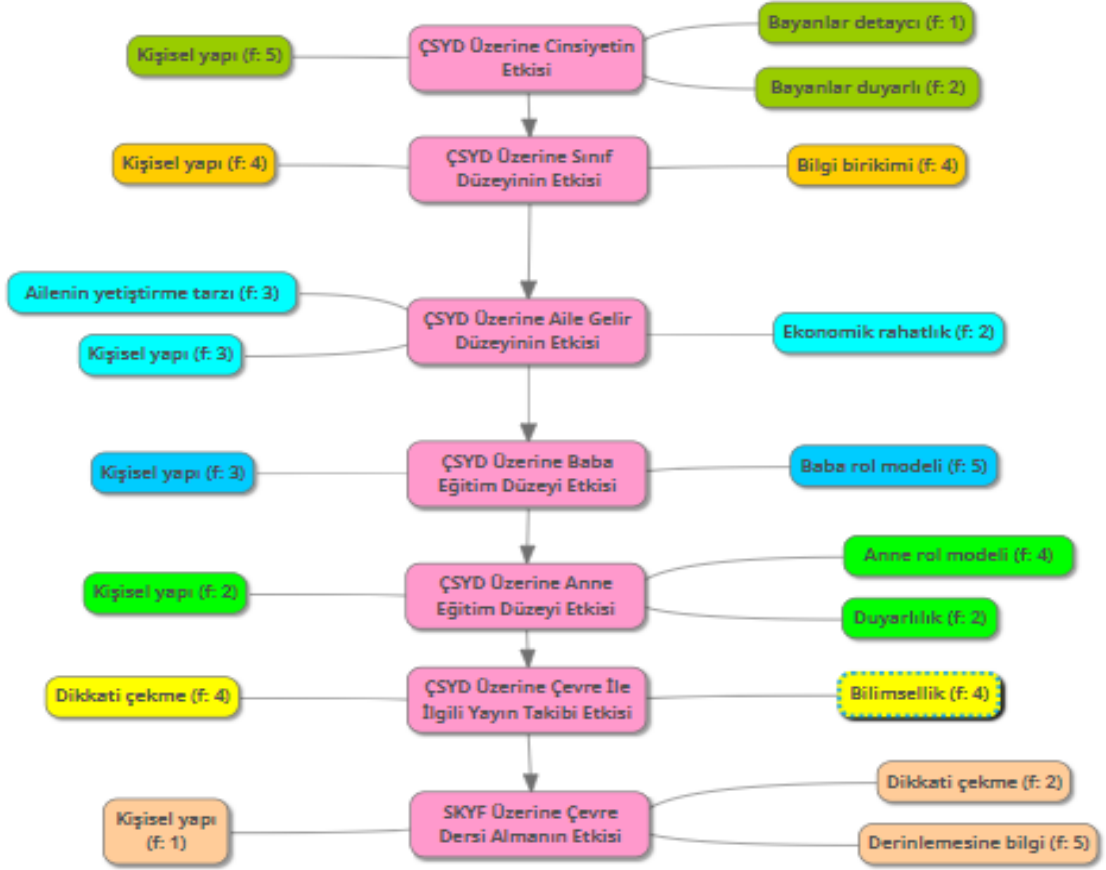 Bayanlar detaycı (f: 1)
Kişisel yapı (f: 5)
ÇSYD Üzerine Cinsiyetin
Etkisi
Bayanlar duyarlı (f: 2)
Kişisel yapı (f: 4)
ÇSYD Üzerine Sınıf
Düzeyinin Etkisi
Bilgi birikimi (f: 4)
Ailenin yetiştirme tarzı (f: 3)
Kişisel yapı (f: 3)
ÇSYD Üzerine Aile Gelir
Düzeyinin Etkisi
Ekonomik rahatlık (f: 2)
Kişisel yapı (f: 3)
ÇSYD Üzerine Baba
Eğitim Düzeyi Etkisi
Baba rol modeli (f: 5)
Kişisel yapı (f: 2)
ÇSYD Üzerine Anne
Eğitim Düzeyi Etkisi
Anne rol modeli (f: 4)
Duyarlılık (f: 2)
Dikkati çekme (f: 4)
ÇSYD Üzerine Çevre İle
İlgili Yayın Takibi Etkisi
Bilimsellik (f: 4)
Kişisel yapı
(f: 1)
SKYF Üzerine Çevre
Dersi Almanın Etkisi
Dikkati çekme (f: 2)
Derinlemesine bilgi (f: 5)